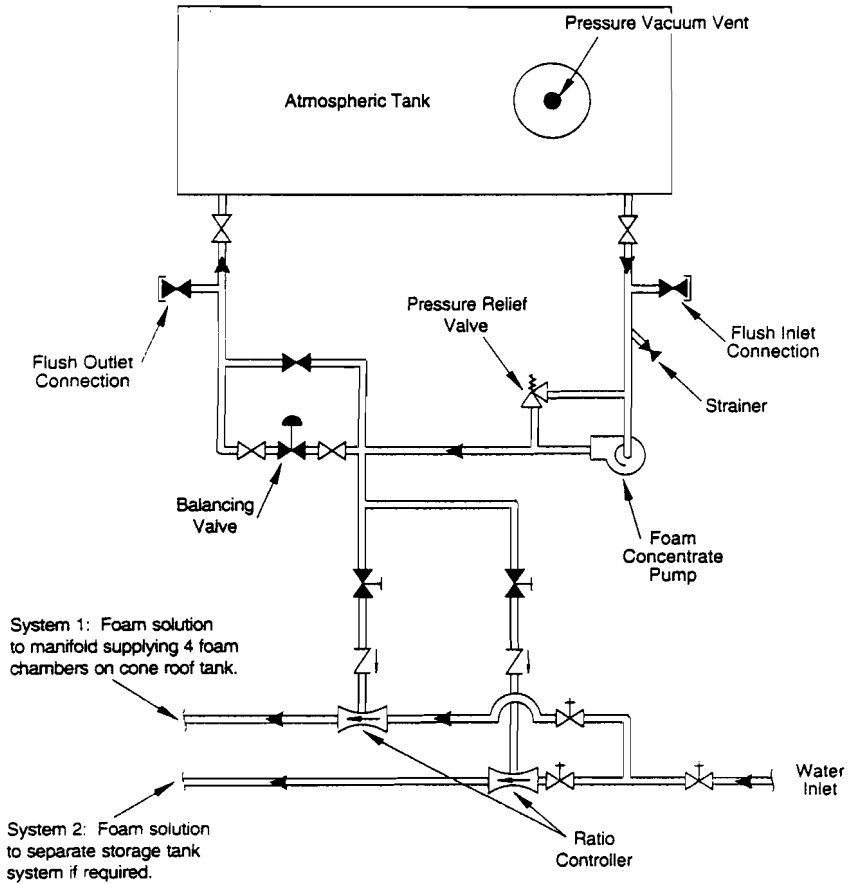 Pressure Vacuum Vent
Atmospheric Tank
Pressure Relief
Valve
Flush Outlet
Connection
Flush Inlet
Connection
Strainer
Balancing
Valve
Foam
Concentrate
Pump
System 1: Foam solution
to manifold supplying 4 foam
chambers on cone roof tank.
Water
Inlet
System 2: Foam solution
to separate storage tank
system if required.
Ratio
Controller